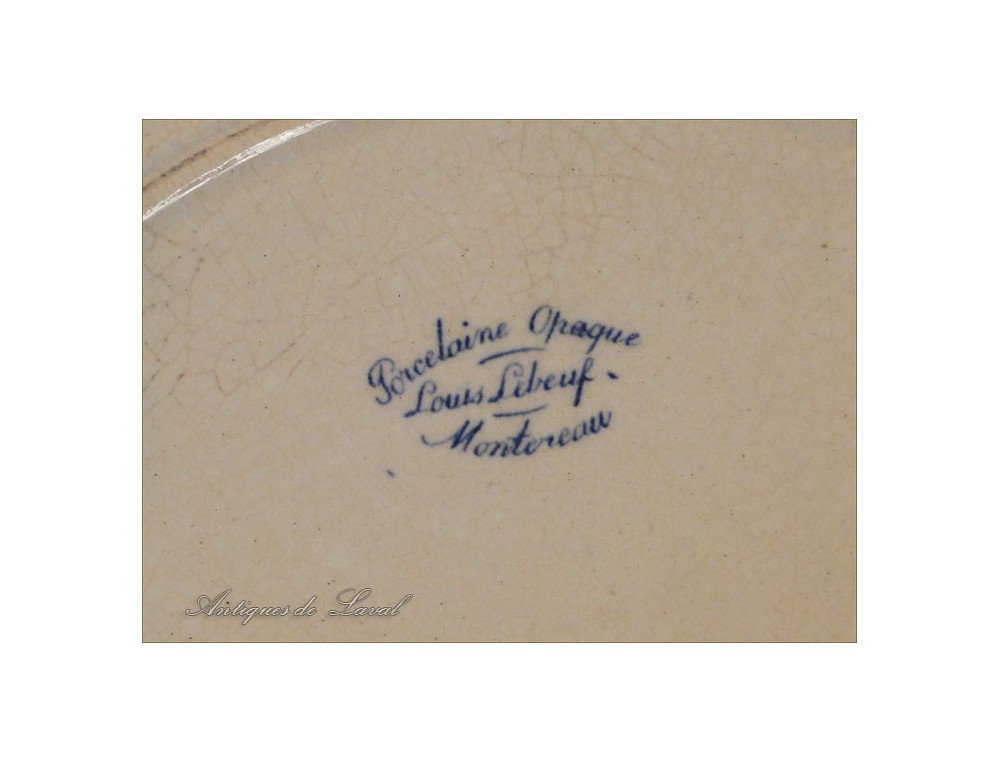 Porcelaine Opaque
Louis Lebeuf
Montereau
Antiques de Laval